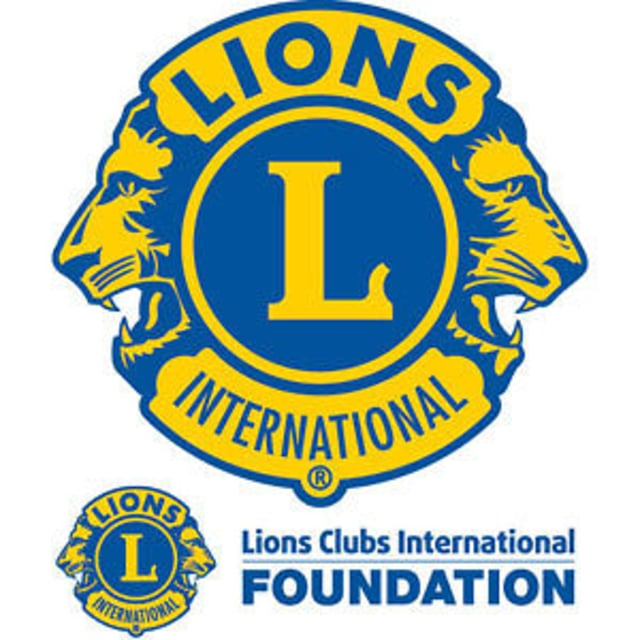 LIONS
L
INTERNATIONAL
®
LIONS
L
INTERNATIONAL
Lions Clubs International
FOUNDATION